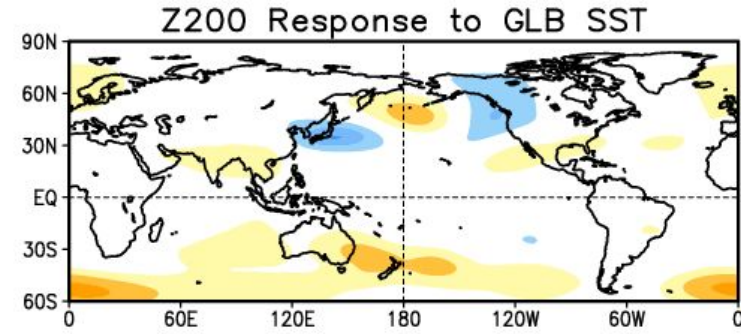 Z200 Response to GLB SST
90N
60N
30N
EQ
30S
60S
0 60E 120E 180 120W 60W 0